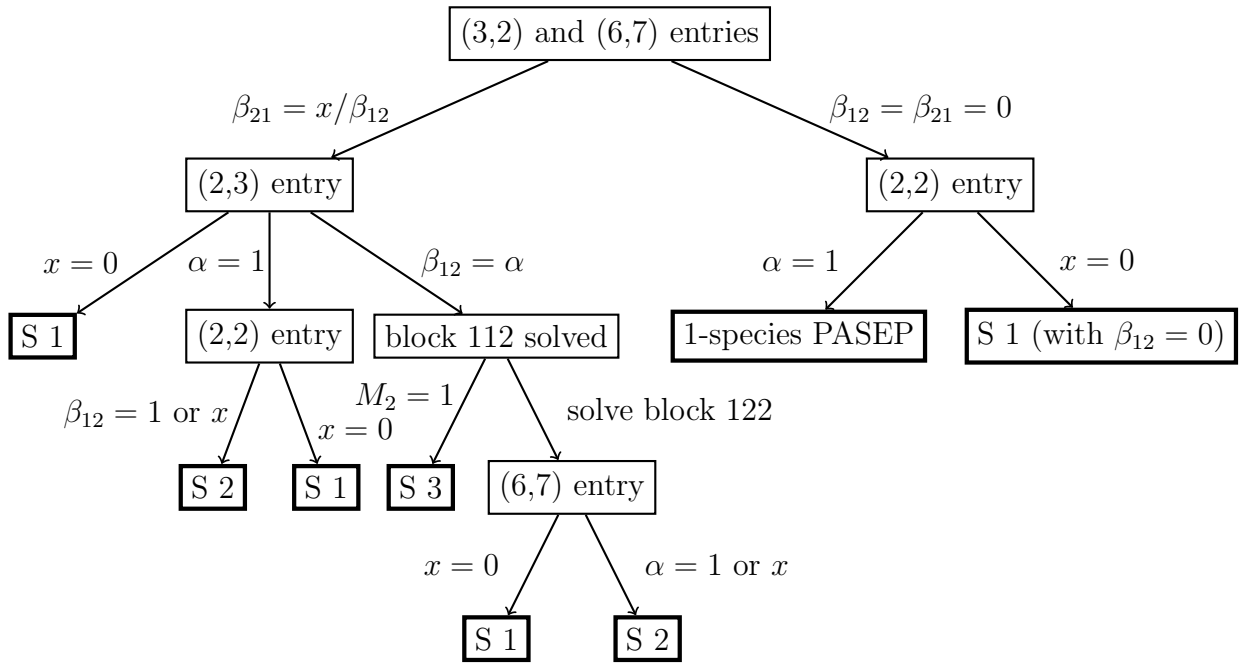 (3,2) and (6,7) entries
β₂₁ = x/β₁₂
β₁₂ = β₂₁ = 0
(2,3) entry
(2,2) entry
x = 0
α = 1
β₁₂ = α
α = 1
x = 0
S 1
(2,2) entry
block 112 solved
1-species PASEP
S 1 (with β₁₂ = 0)
β₁₂ = 1 or x
x = 0
M₂ = 1
solve block 122
S 2
S 1
S 3
(6,7) entry
x = 0
α = 1 or x
S 1
S 2